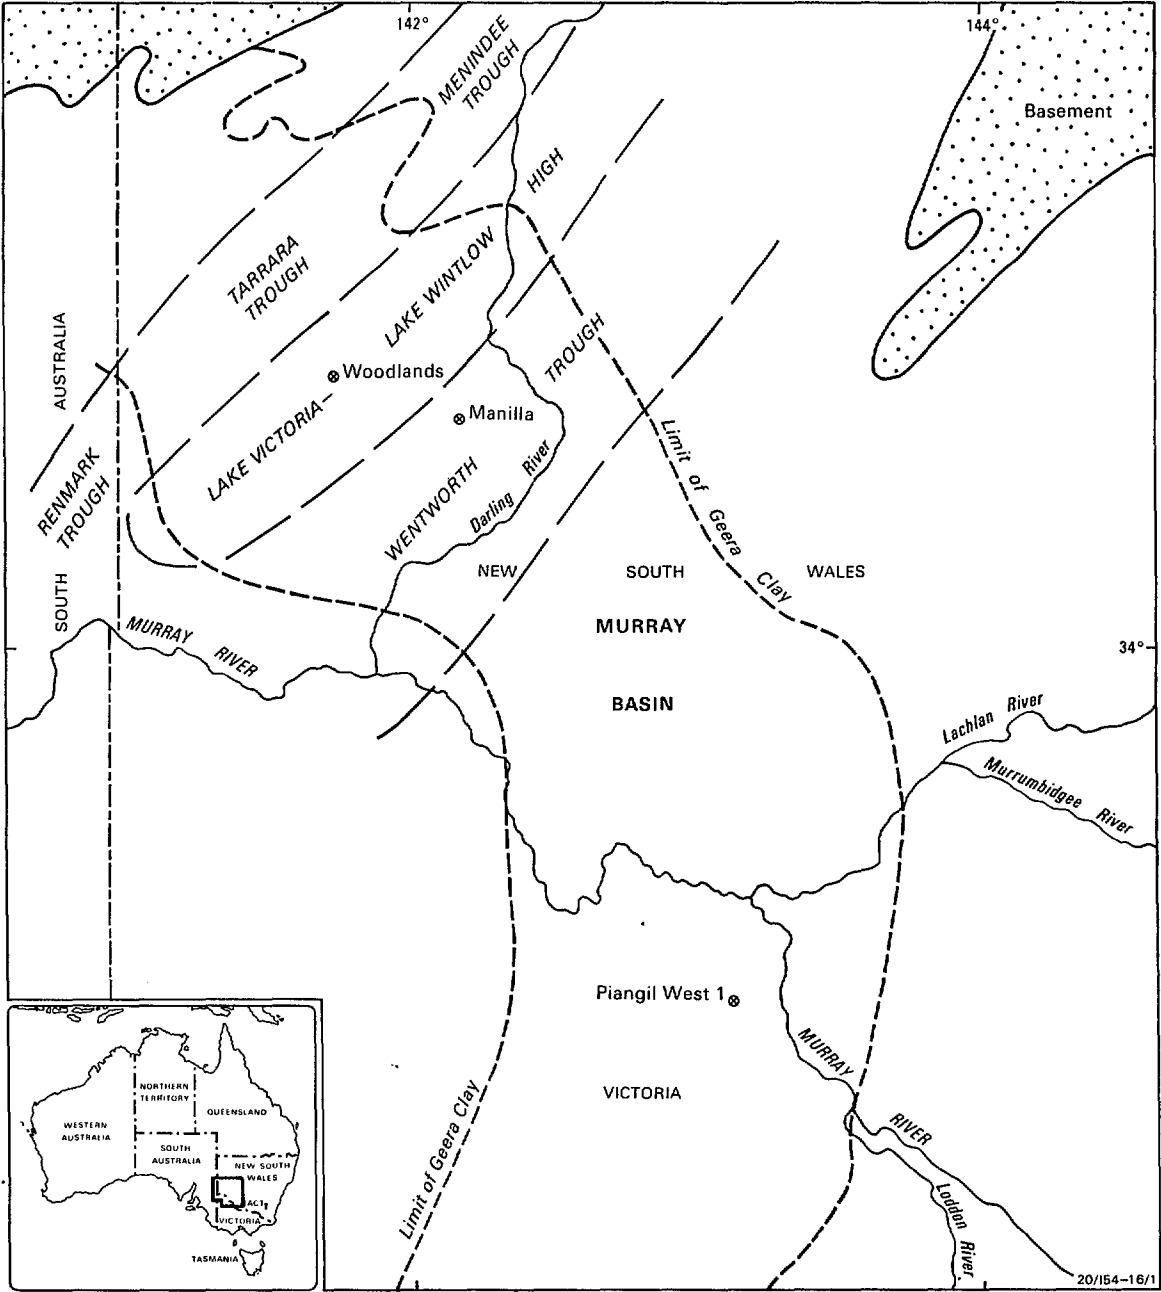 142°
144°
MENINDEE
TROUGH
Basement
HIGH
TARRARA
TROUGH
LAKE WINTLOW
TROUGH
AUSTRALIA
Woodlands
Manilla
LAKE VICTORIA–
Limit of Geera Clay
RENMARK
TROUGH
WENTWORTH
Darling River
NEW SOUTH WALES
SOUTH
MURRAY
34°
MURRAY RIVER
BASIN
Lachlan River
Murrumbidgee River
Piangil West 1
MURRAY RIVER
VICTORIA
Limit of Geera Clay
Loddon River
NORTHERN
TERRITORY
QUEENSLAND
WESTERN
AUSTRALIA
SOUTH
AUSTRALIA
NEW SOUTH
WALES
ACT
VICTORIA
TASMANIA
20/I54–16/1